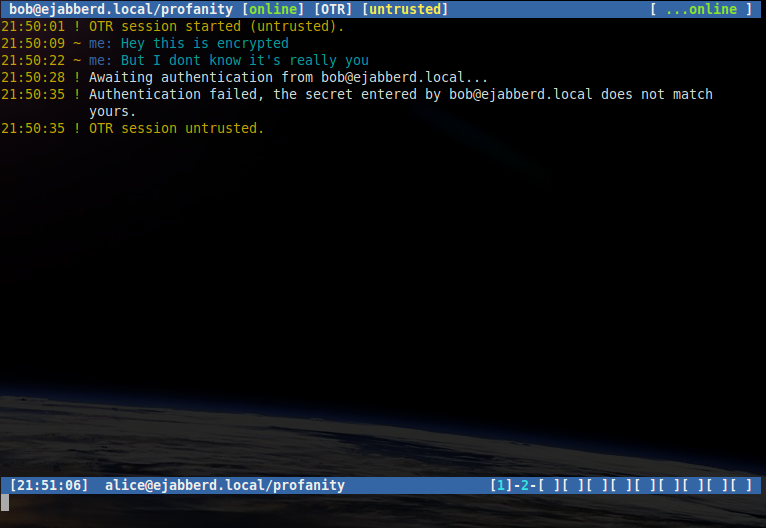 bob@ejabberd.local/profanity [online] [OTR] [untrusted] [ ...online ]
21:50:01 ! OTR session started (untrusted).
21:50:09 ~ me: Hey this is encrypted
21:50:22 ~ me: But I dont know it's really you
21:50:28 ! Awaiting authentication from bob@ejabberd.local...
21:50:35 ! Authentication failed, the secret entered by bob@ejabberd.local does not match
yours.
21:50:35 ! OTR session untrusted.
[21:51:06] alice@ejabberd.local/profanity [1]-2-[ ][ ][ ][ ][ ][ ][ ][ ]